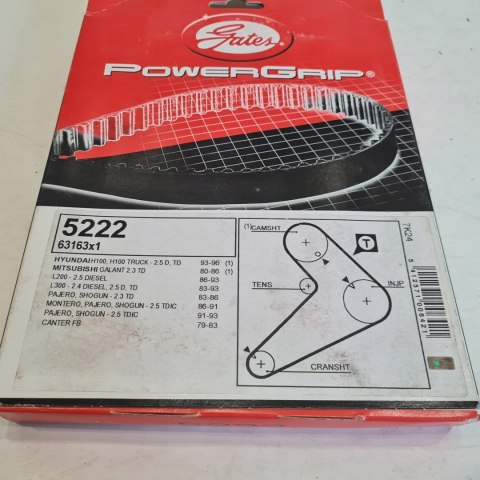 Gates
POWERGRIP®
5222
63163x1
HYUNDAI H100, H100 TRUCK - 2.5 D, TD 93-96 (1)
MITSUBISHI GALANT 2.3 TD 80-86 (1)
L200 - 2.5 DIESEL 86-93
L300 - 2.4 DIESEL, 2.5 D, TD 83-93
PAJERO, SHOGUN - 2.3 TD 83-86
MONTERO, PAJERO, SHOGUN - 2.5 TDIC 86-91
PAJERO, SHOGUN - 2.5 TDIC 91-93
CANTER FB 79-83
(1)
CAMSHT.
T
TENS
INJP
CRANSHT.
7K24
5 412571 006421